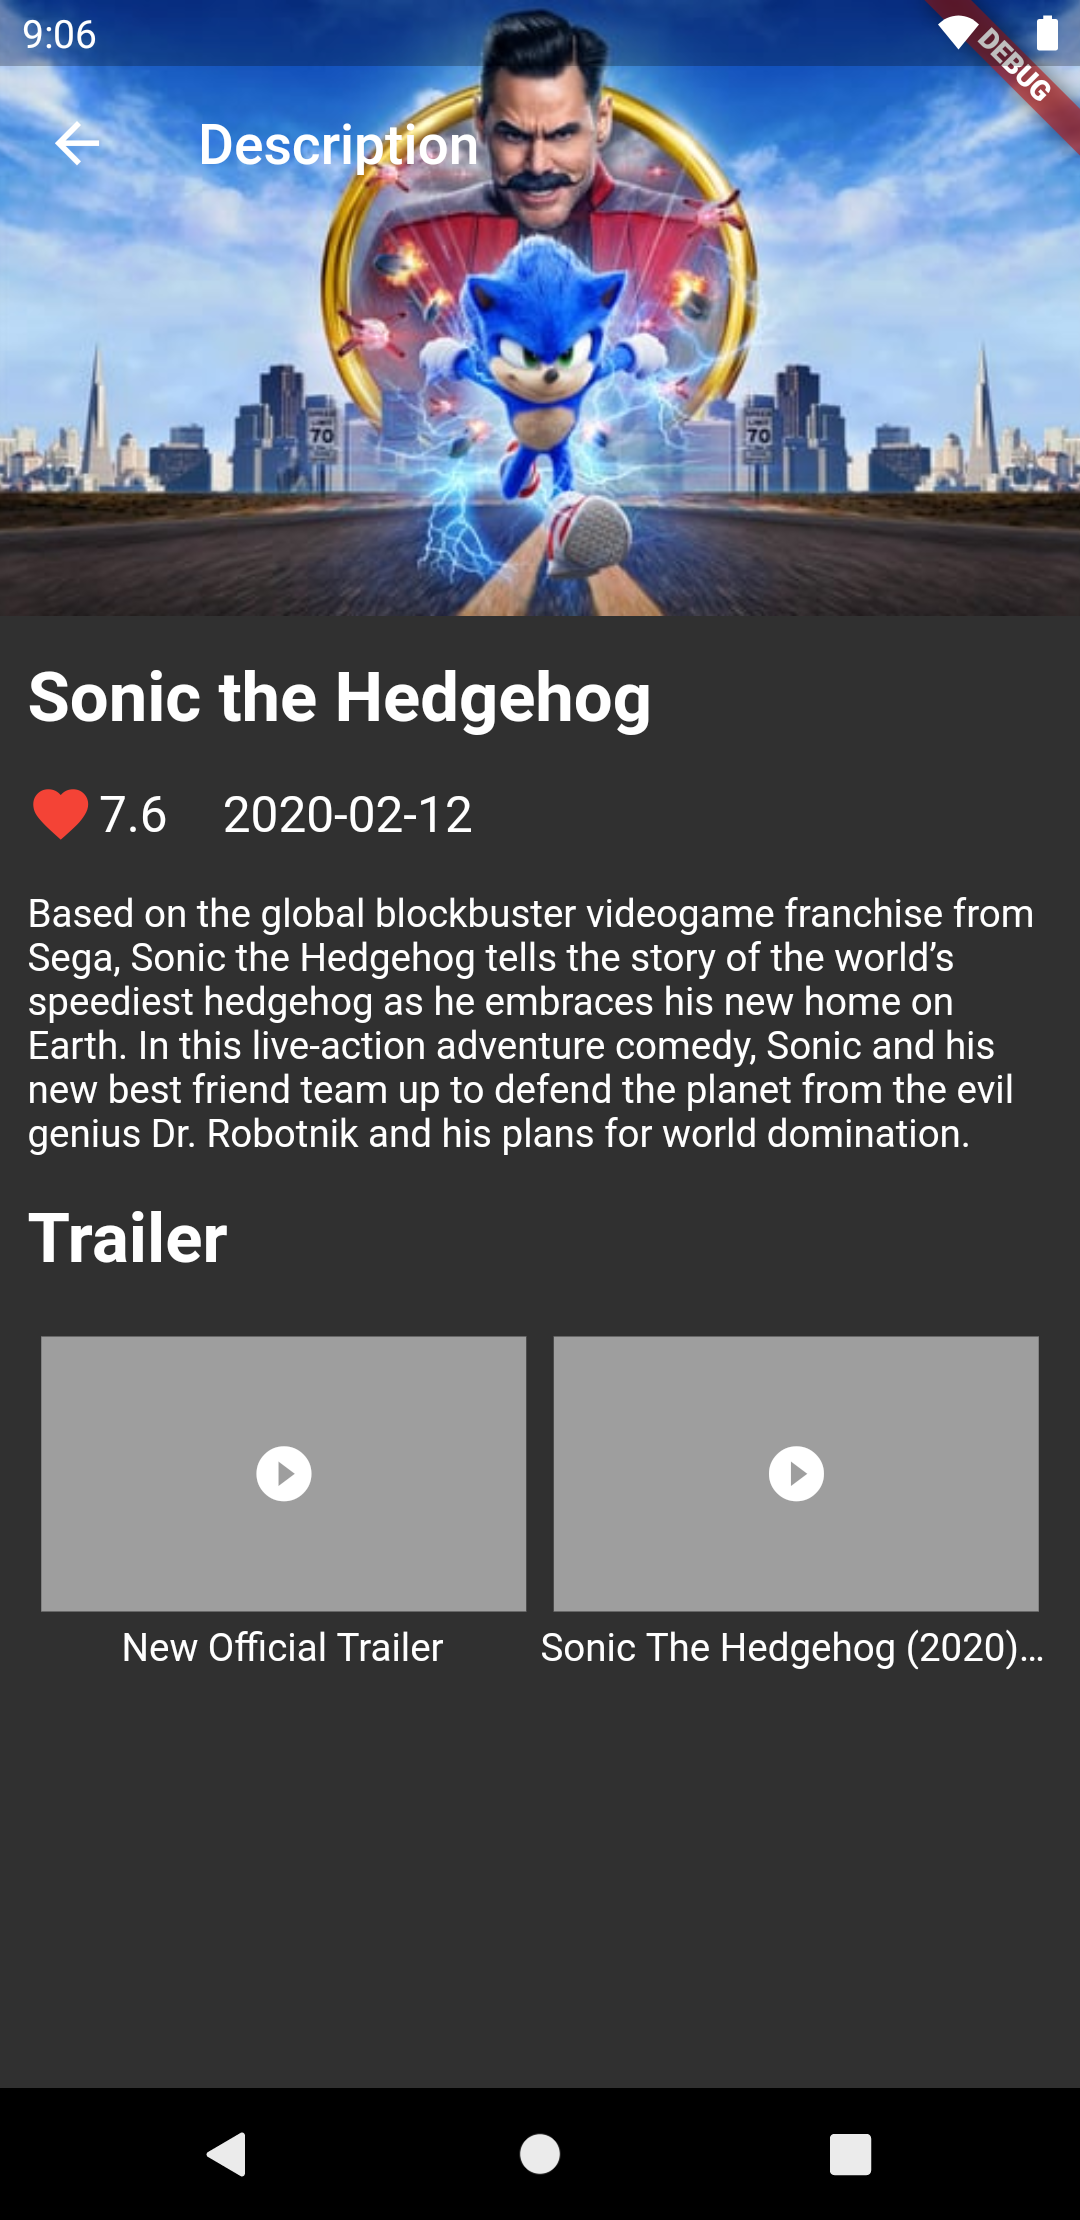 9:06
DEBUG
Description
SPEED
LIMIT
70
SPEED
LIMIT
70
Sonic the Hedgehog
7.6 2020-02-12
Based on the global blockbuster videogame franchise from
Sega, Sonic the Hedgehog tells the story of the world’s
speediest hedgehog as he embraces his new home on
Earth. In this live-action adventure comedy, Sonic and his
new best friend team up to defend the planet from the evil
genius Dr. Robotnik and his plans for world domination.
Trailer
New Official Trailer
Sonic The Hedgehog (2020)…